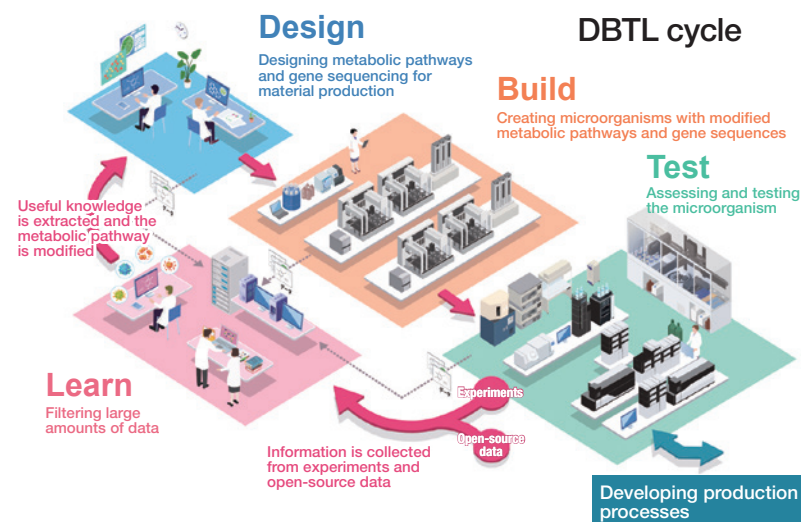 DBTL cycle
Design
Designing metabolic pathways
and gene sequencing for
material production
Build
Creating microorganisms with modified
metabolic pathways and gene sequences
Test
Assessing and testing
the microorganism
Useful knowledge
is extracted and the
metabolic pathway
is modified
Learn
Filtering large
amounts of data
Experiments
Open-source
data
Information is collected
from experiments and
open-source data
Developing production
processes